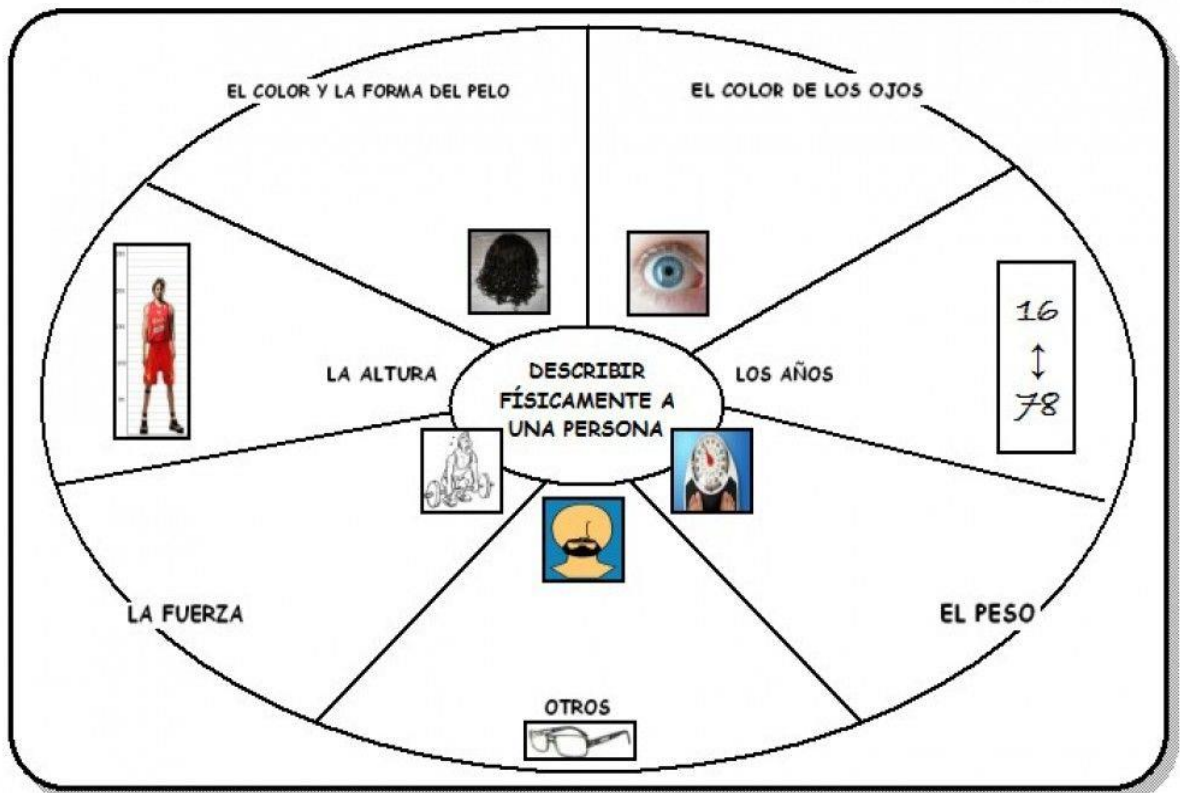 EL COLOR Y LA FORMA DEL PELO
EL COLOR DE LOS OJOS
LA ALTURA
DESCRIBIR
FÍSICAMENTE A
UNA PERSONA
LOS AÑOS
16
↕
78
LA FUERZA
EL PESO
OTROS